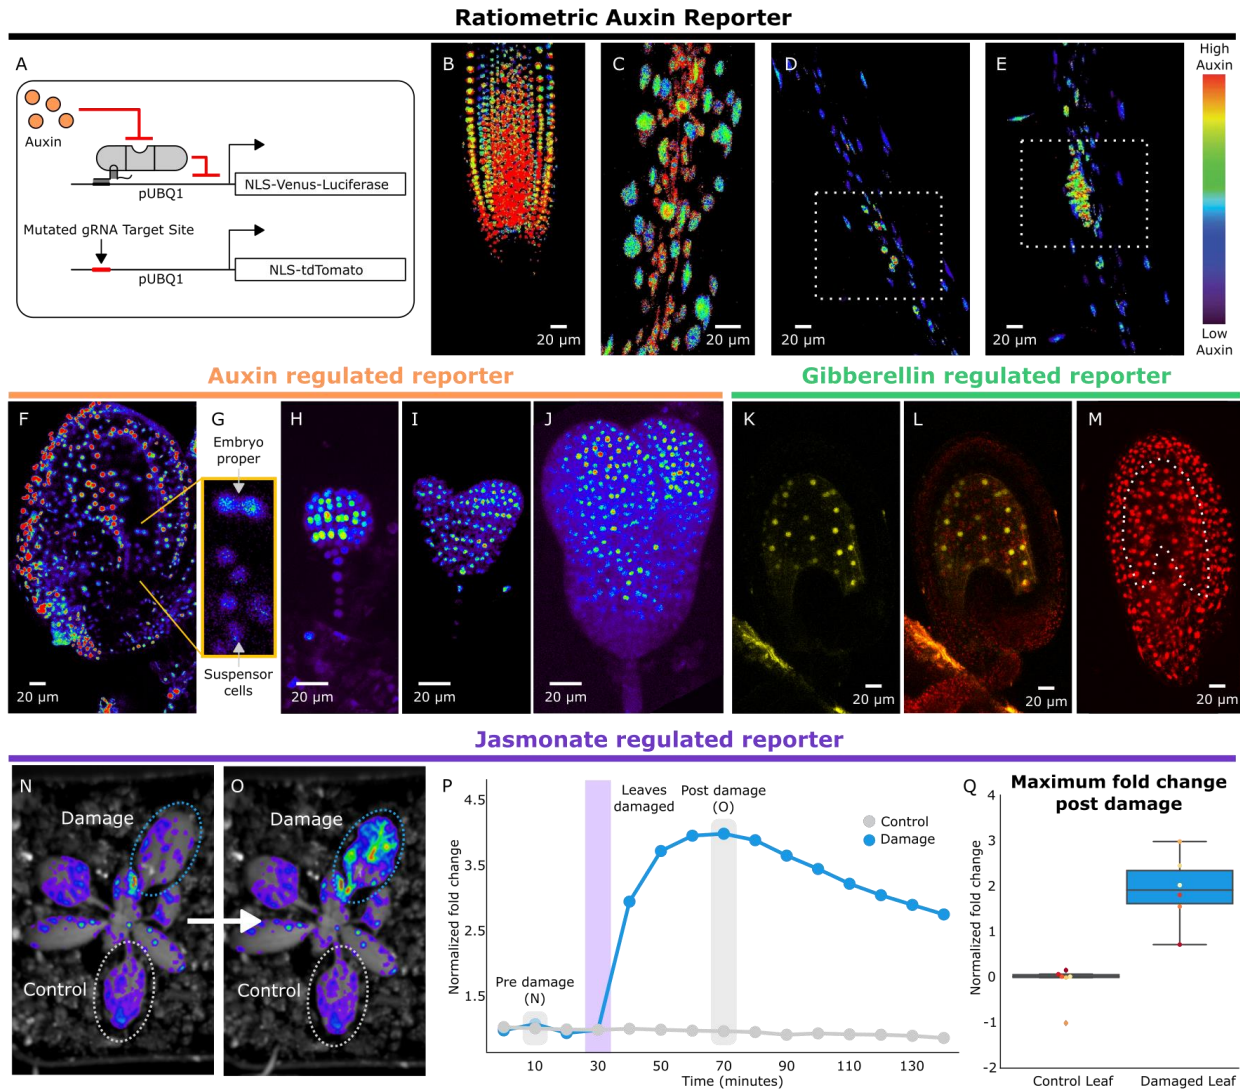 Ratiometric Auxin Reporter
A
Auxin
pUBQ1
NLS-Venus-Luciferase
Mutated gRNA Target Site
pUBQ1
NLS-tdTomato
B
20 µm
C
20 µm
D
20 µm
E
20 µm
High
Auxin
Low
Auxin
Auxin regulated reporter
F
20 µm
G
Embryo
proper
Suspensor
cells
H
20 µm
I
20 µm
J
20 µm
Gibberellin regulated reporter
K
20 µm
L
20 µm
M
20 µm
Jasmonate regulated reporter
N
Damage
Control
O
Damage
Control
P
Normalized fold change
4.5
3.5
2.5
1.5
Leaves
damaged
Post damage
(O)
Control
Damage
Pre damage
(N)
10
30
50
70
90
110
130
Time (minutes)
Q
Maximum fold change
post damage
Normalized fold change
4
3
2
1
0
-1
-2
Control Leaf
Damaged Leaf